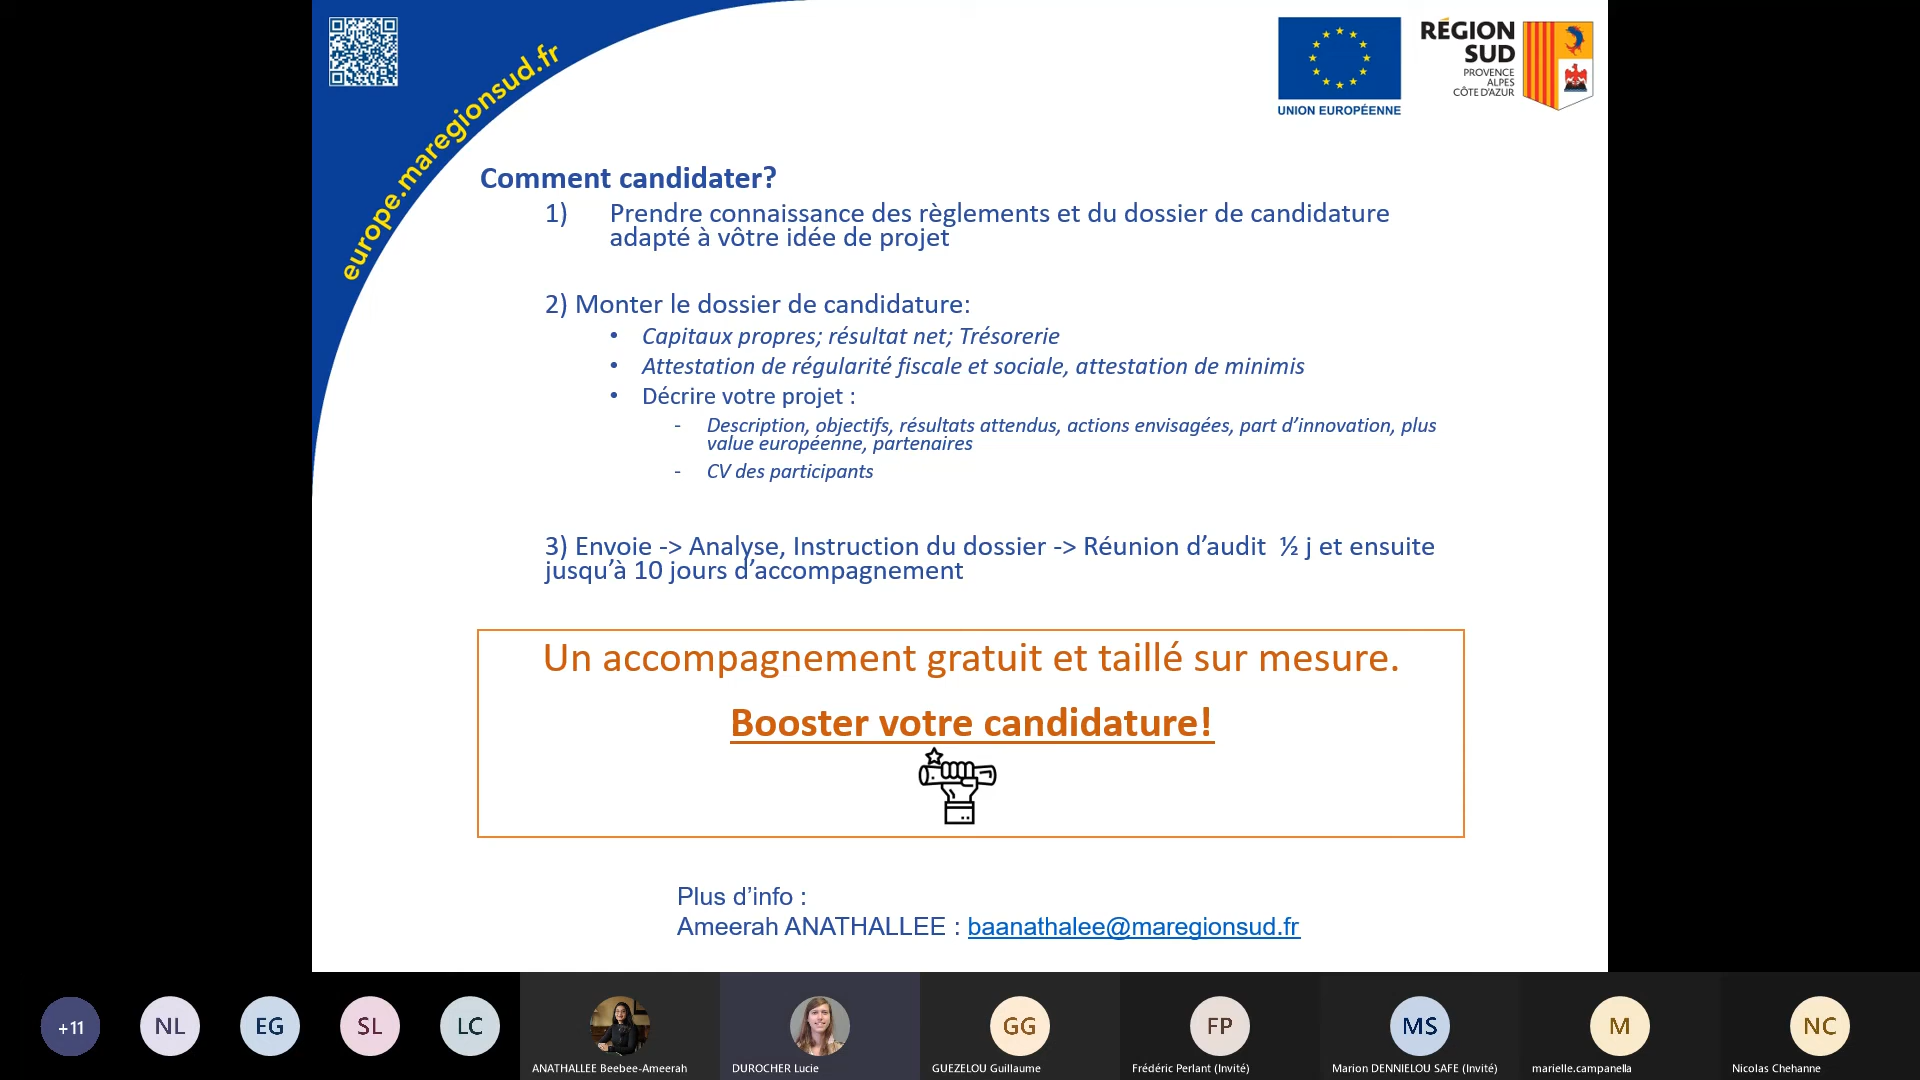 europe.maregionsud.fr
UNION EUROPÉENNE
RÉGION
SUD
PROVENCE
ALPES
CÔTE D'AZUR
Comment candidater?
1) Prendre connaissance des règlements et du dossier de candidature
adapté à vôtre idée de projet
2) Monter le dossier de candidature:
• Capitaux propres; résultat net; Trésorerie
• Attestation de régularité fiscale et sociale, attestation de minimis
• Décrire votre projet :
- Description, objectifs, résultats attendus, actions envisagées, part d’innovation, plus
value européenne, partenaires
- CV des participants
3) Envoie -> Analyse, Instruction du dossier -> Réunion d’audit ½ j et ensuite
jusqu’à 10 jours d’accompagnement
Un accompagnement gratuit et taillé sur mesure.
Booster votre candidature!
Plus d’info :
Ameerah ANATHALLEE : baanathalee@maregionsud.fr
+11
NL
EG
SL
LC
GG
FP
MS
M
NC
ANATHALLEE Beebee-Ameerah
DUROCHER Lucie
GUEZELOU Guillaume
Frédéric Perlant (Invité)
Marion DENNIELOU SAFE (Invité)
marielle.campanella
Nicolas Chehanne